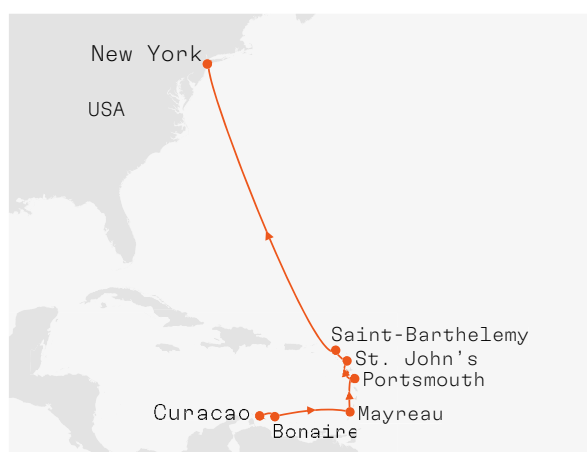 New York
USA
Saint-Barthelemy
St. John's
Portsmouth
Curacao
Mayreau
Bonaire